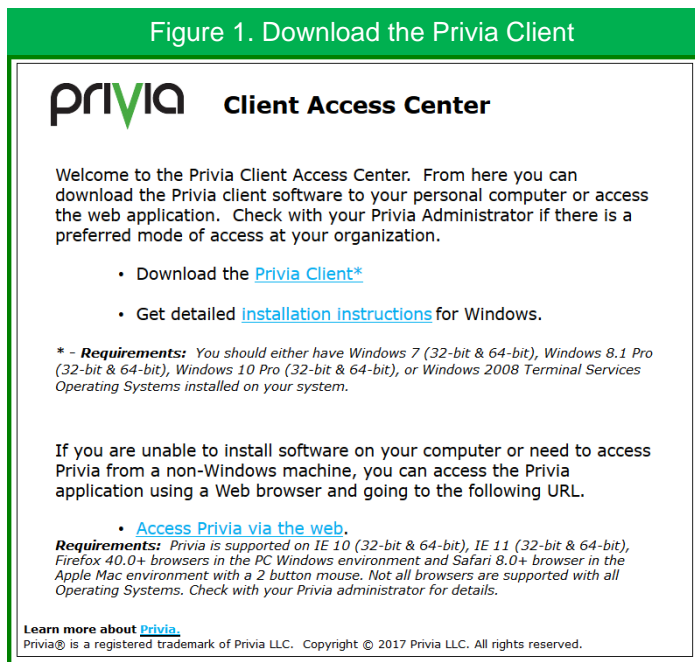 Figure 1. Download the Privia Client
privia Client Access Center
Welcome to the Privia Client Access Center. From here you can
download the Privia client software to your personal computer or access
the web application. Check with your Privia Administrator if there is a
preferred mode of access at your organization.
• Download the Privia Client*
• Get detailed installation instructions for Windows.
* - Requirements: You should either have Windows 7 (32-bit & 64-bit), Windows 8.1 Pro
(32-bit & 64-bit), Windows 10 Pro (32-bit & 64-bit), or Windows 2008 Terminal Services
Operating Systems installed on your system.
If you are unable to install software on your computer or need to access
Privia from a non-Windows machine, you can access the Privia
application using a Web browser and going to the following URL.
• Access Privia via the web.
Requirements: Privia is supported on IE 10 (32-bit & 64-bit), IE 11 (32-bit & 64-bit),
Firefox 40.0+ browsers in the PC Windows environment and Safari 8.0+ browser in the
Apple Mac environment with a 2 button mouse. Not all browsers are supported with all
Operating Systems. Check with your Privia administrator for details.
Learn more about Privia.
Privia® is a registered trademark of Privia LLC. Copyright © 2017 Privia LLC. All rights reserved.